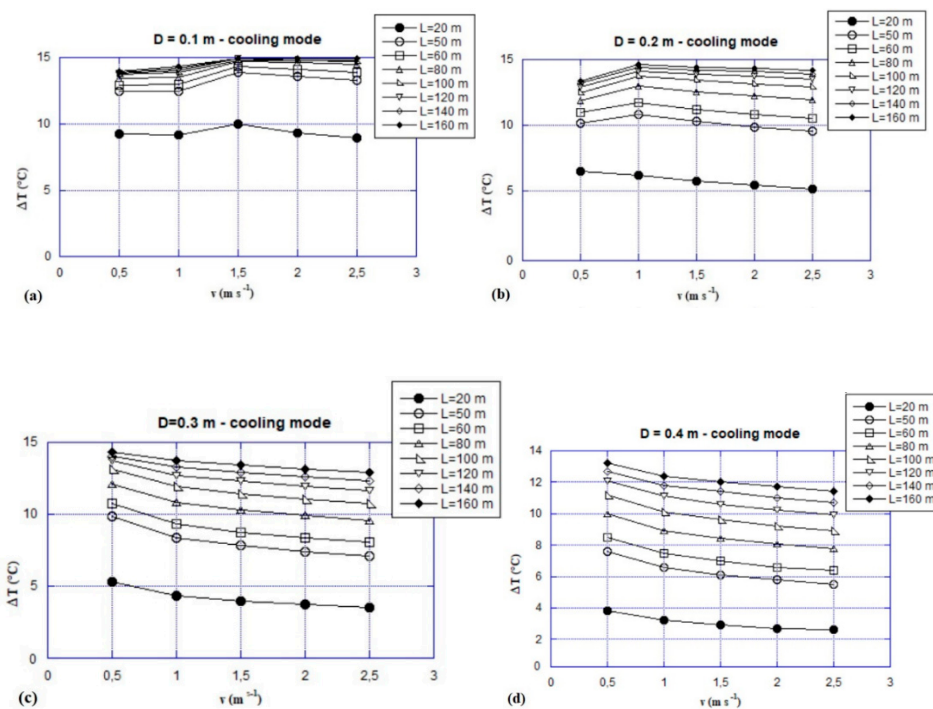 D = 0.1 m - cooling mode
L=20 m
L=50 m
L=60 m
L=80 m
L=100 m
L=120 m
L=140 m
L=160 m
15
10
5
0
ΔT (°C)
0 0,5 1 1,5 2 2,5 3
v (m s⁻¹)
(a)
D = 0.2 m - cooling mode
L=20 m
L=50 m
L=60 m
L=80 m
L=100 m
L=120 m
L=140 m
L=160 m
15
10
5
0
ΔT (°C)
0 0,5 1 1,5 2 2,5 3
v (m s⁻¹)
(b)
D=0.3 m - cooling mode
L=20 m
L=50 m
L=60 m
L=80 m
L=100 m
L=120 m
L=140 m
L=160 m
15
10
5
0
ΔT (°C)
0 0,5 1 1,5 2 2,5 3
v (m s⁻¹)
(c)
D = 0.4 m - cooling mode
L=20 m
L=50 m
L=60 m
L=80 m
L=100 m
L=120 m
L=140 m
L=160 m
14
12
10
8
6
4
2
0
ΔT (°C)
0 0,5 1 1,5 2 2,5 3
v (m s⁻¹)
(d)